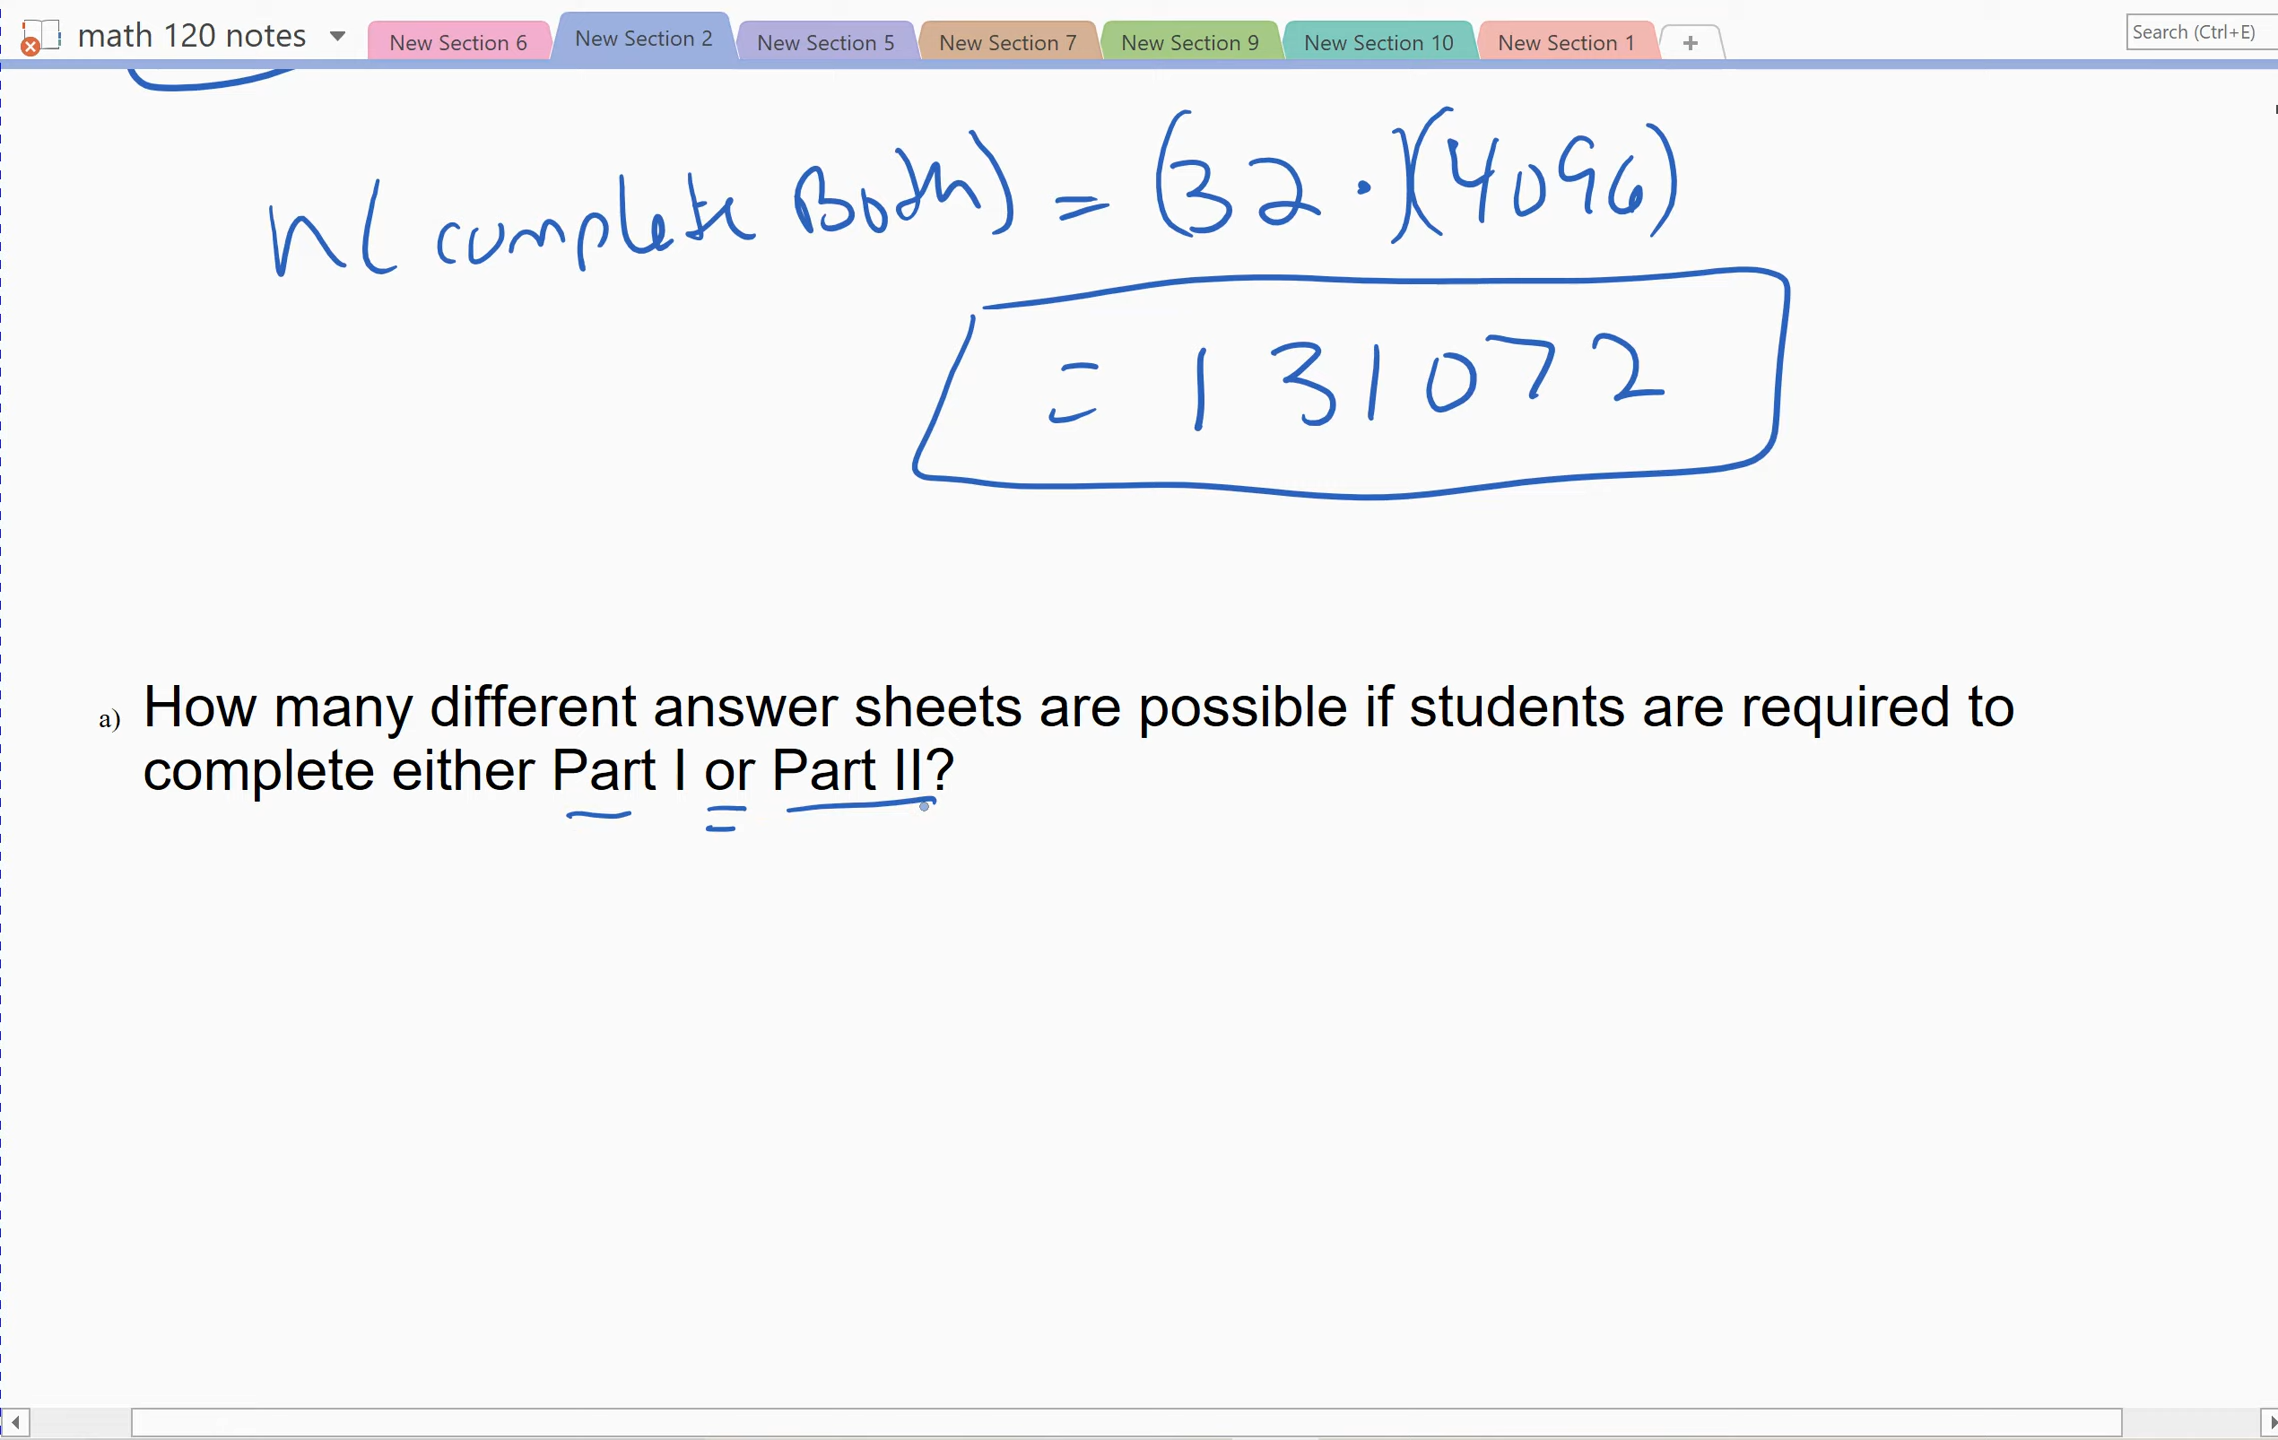 math 120 notes New Section 6 New Section 2 New Section 5 New Section 7 New Section 9 New Section 10 New Section 1 + Search (Ctrl+E)
n( complete Both) = (32 ·)(4096)
= 131072
a) How many different answer sheets are possible if students are required to
complete either Part I or Part II?